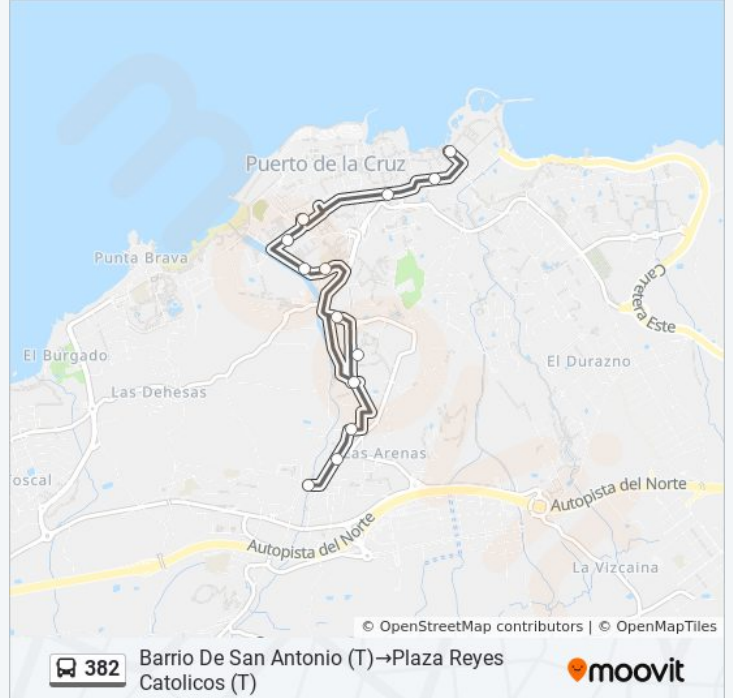 Puerto de la Cruz
Punta Brava
Carretera Este
El Burgado
El Durazno
Las Dehesas
Las Arenas
Toscal
Autopista del Norte
Autopista del Norte
La Vizcaina
© OpenStreetMap contributors | © OpenMapTiles
382
Barrio De San Antonio (T)→Plaza Reyes
Catolicos (T)
moovit